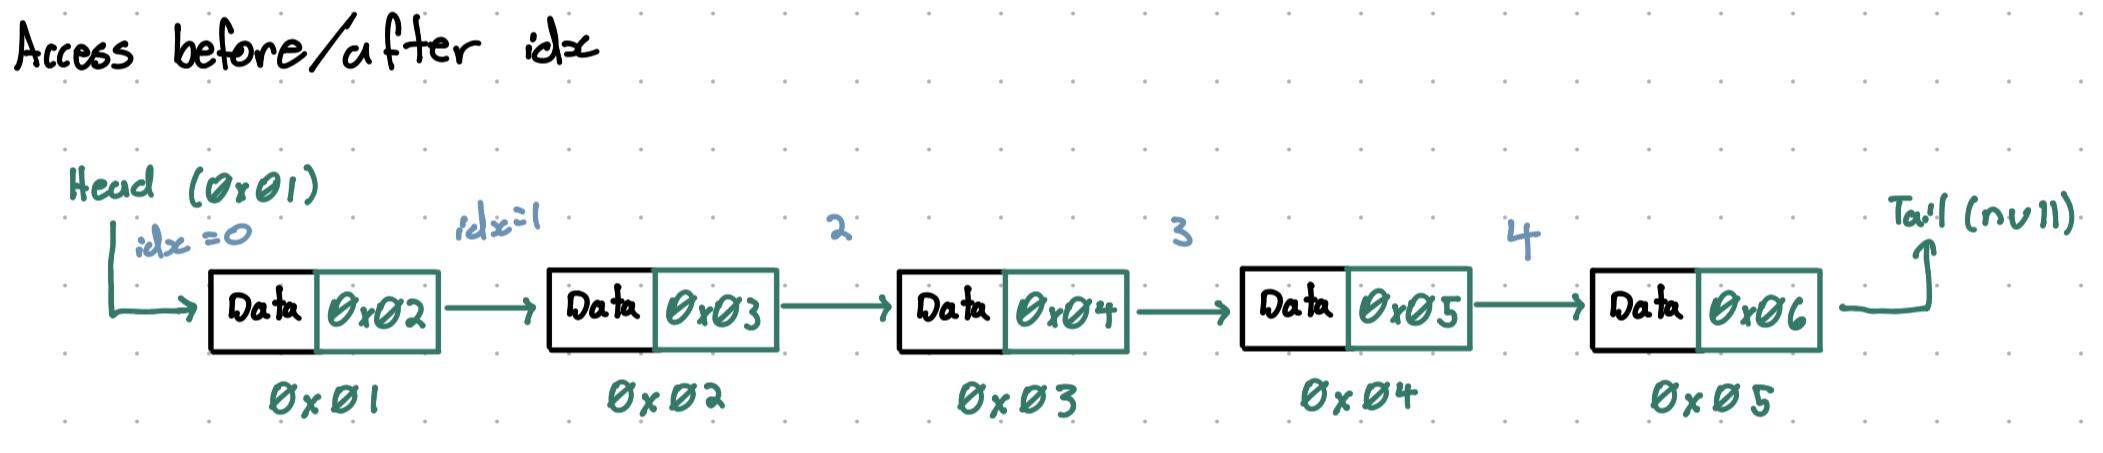 Access before/after idx
Head (0x01)
idx=0
idx=1
2
3
4
Tail (null)
Data 0x02
Data 0x03
Data 0x04
Data 0x05
Data 0x06
0x01
0x02
0x03
0x04
0x05